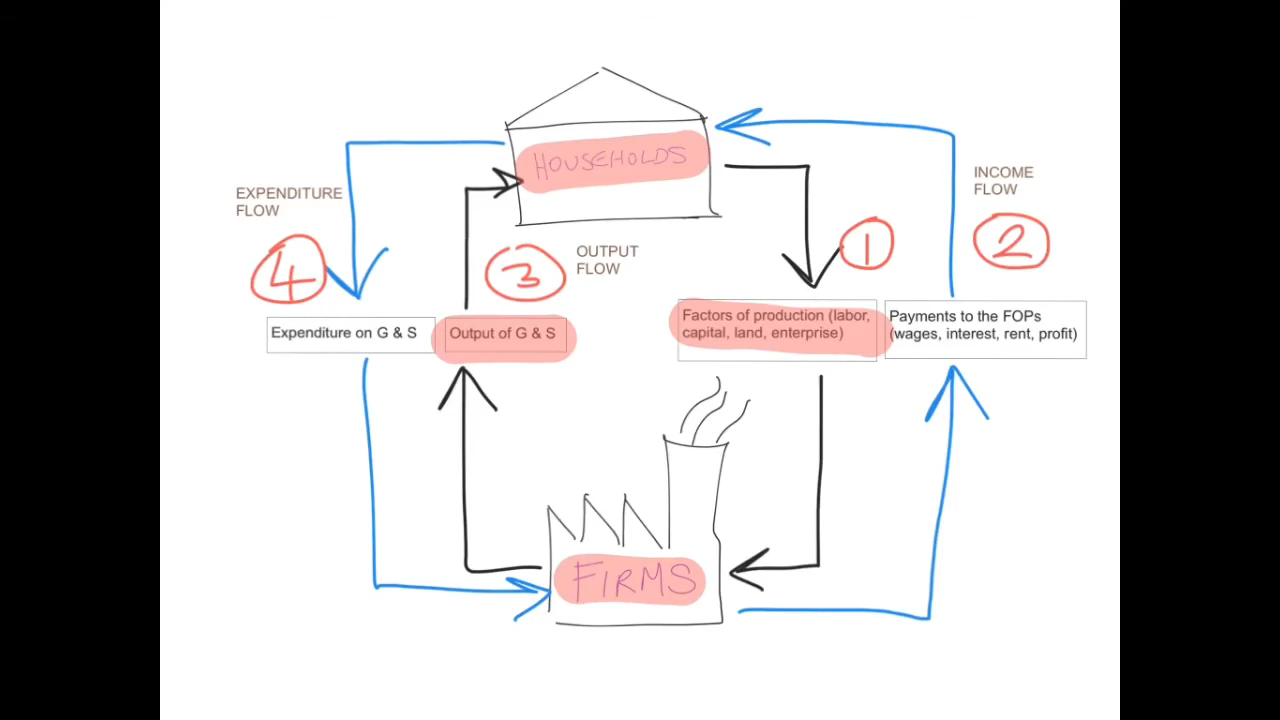 HOUSEHOLDS
EXPENDITURE
FLOW
4
3
OUTPUT
FLOW
1
INCOME
FLOW
2
Expenditure on G & S
Output of G & S
Factors of production (labor,
capital, land, enterprise)
Payments to the FOPs
(wages, interest, rent, profit)
FIRMS